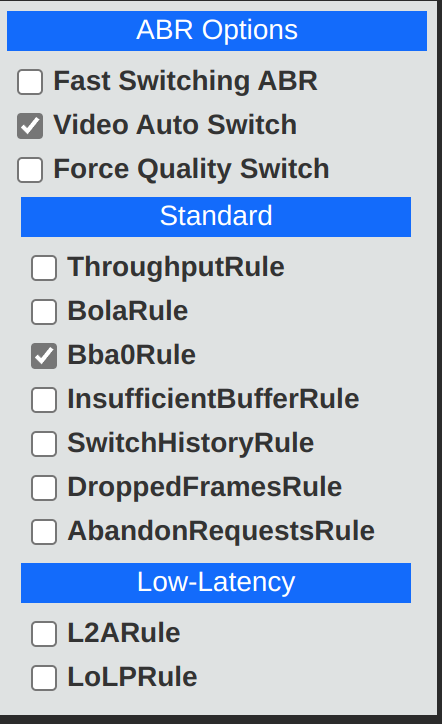 ABR Options
Fast Switching ABR
Video Auto Switch
Force Quality Switch
Standard
ThroughputRule
BolaRule
Bba0Rule
InsufficientBufferRule
SwitchHistoryRule
DroppedFramesRule
AbandonRequestsRule
Low-Latency
L2ARule
LoLPRule